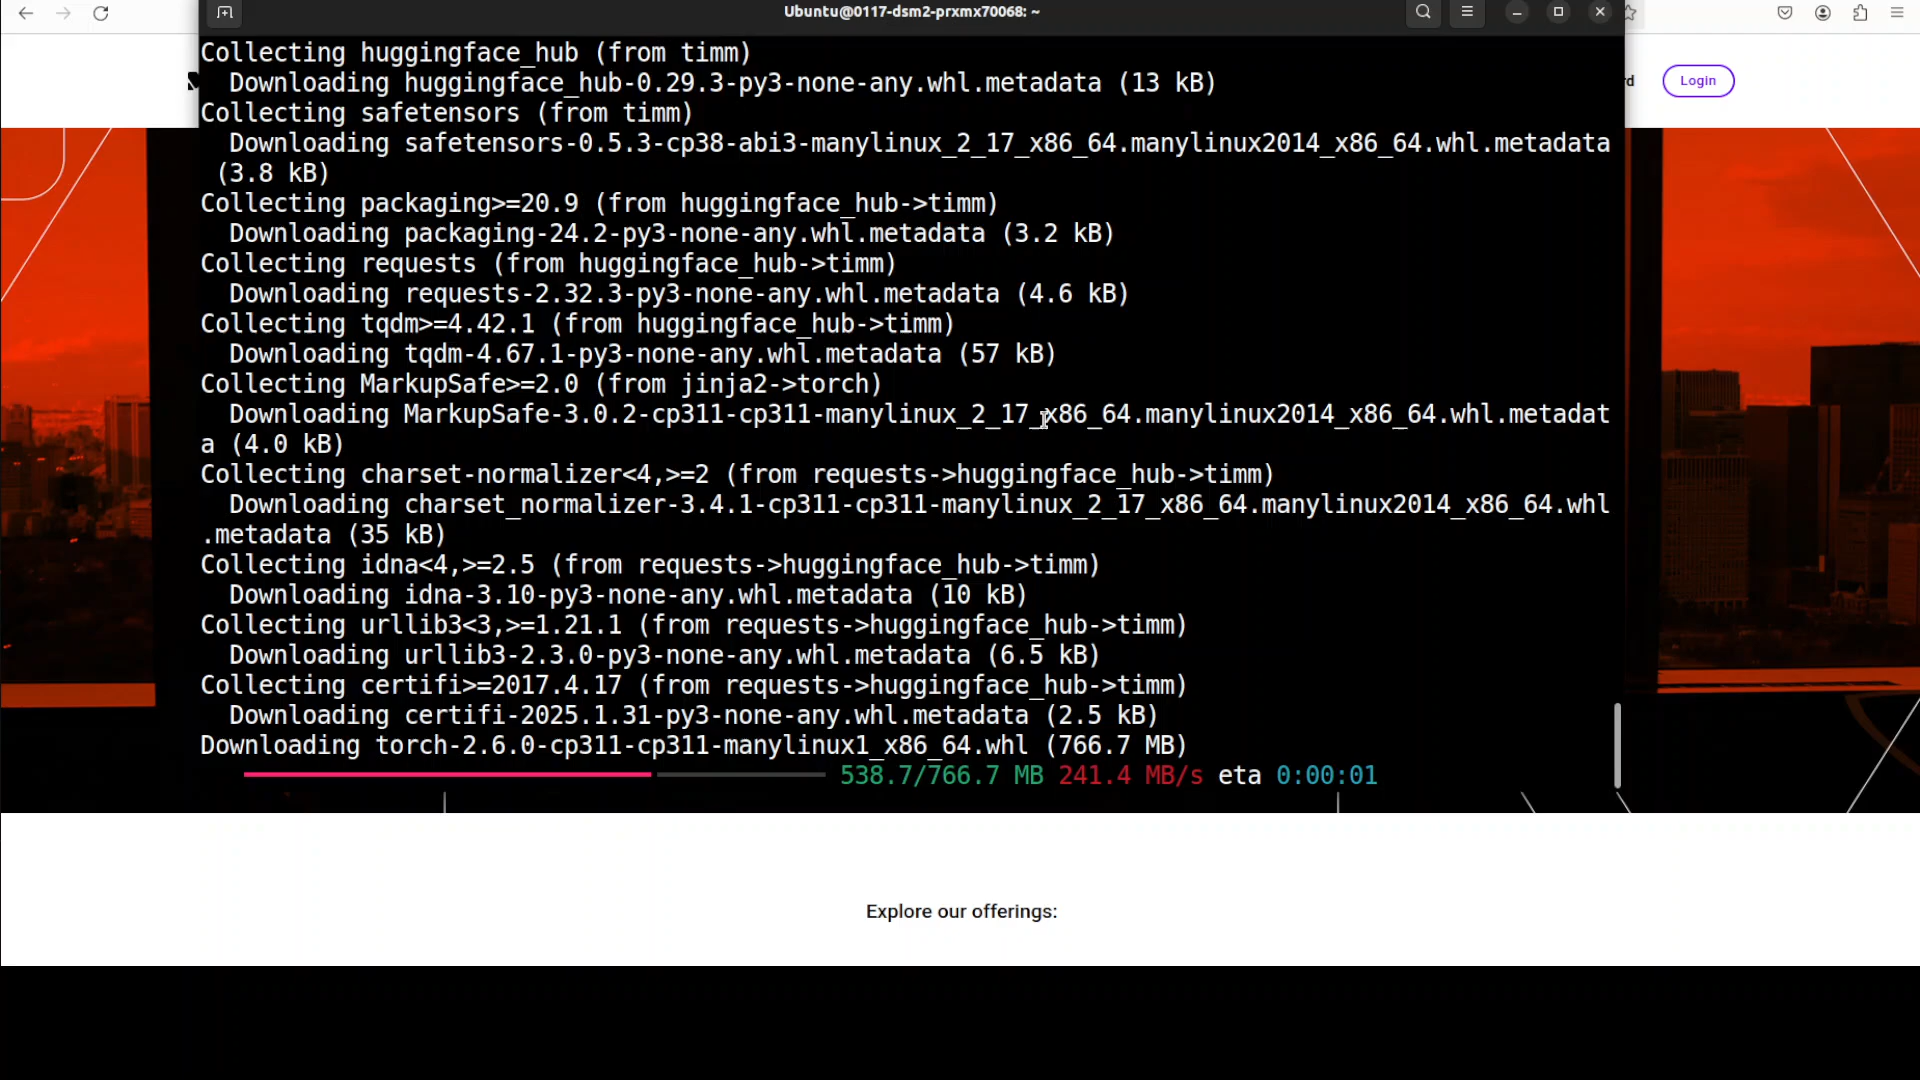 Ubuntu@0117-dsm2-prxmx70068: ~
Collecting huggingface_hub (from timm)
  Downloading huggingface_hub-0.29.3-py3-none-any.whl.metadata (13 kB)
Collecting safetensors (from timm)
  Downloading safetensors-0.5.3-cp38-abi3-manylinux_2_17_x86_64.manylinux2014_x86_64.whl.metadata
 (3.8 kB)
Collecting packaging>=20.9 (from huggingface_hub->timm)
  Downloading packaging-24.2-py3-none-any.whl.metadata (3.2 kB)
Collecting requests (from huggingface_hub->timm)
  Downloading requests-2.32.3-py3-none-any.whl.metadata (4.6 kB)
Collecting tqdm>=4.42.1 (from huggingface_hub->timm)
  Downloading tqdm-4.67.1-py3-none-any.whl.metadata (57 kB)
Collecting MarkupSafe>=2.0 (from jinja2->torch)
  Downloading MarkupSafe-3.0.2-cp311-cp311-manylinux_2_17_x86_64.manylinux2014_x86_64.whl.metadat
a (4.0 kB)
Collecting charset-normalizer<4,>=2 (from requests->huggingface_hub->timm)
  Downloading charset_normalizer-3.4.1-cp311-cp311-manylinux_2_17_x86_64.manylinux2014_x86_64.whl
.metadata (35 kB)
Collecting idna<4,>=2.5 (from requests->huggingface_hub->timm)
  Downloading idna-3.10-py3-none-any.whl.metadata (10 kB)
Collecting urllib3<3,>=1.21.1 (from requests->huggingface_hub->timm)
  Downloading urllib3-2.3.0-py3-none-any.whl.metadata (6.5 kB)
Collecting certifi>=2017.4.17 (from requests->huggingface_hub->timm)
  Downloading certifi-2025.1.31-py3-none-any.whl.metadata (2.5 kB)
Downloading torch-2.6.0-cp311-cp311-manylinux1_x86_64.whl (766.7 MB)
538.7/766.7 MB 241.4 MB/s eta 0:00:01
Login
Explore our offerings: